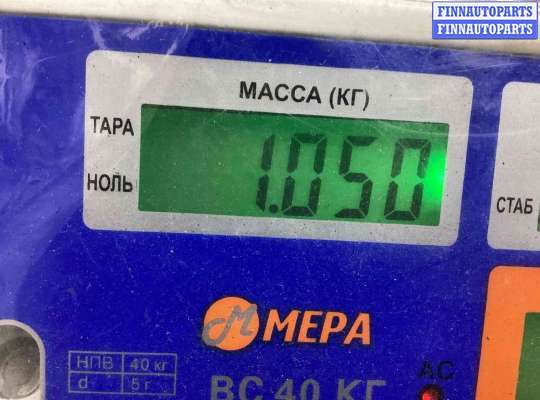 FINNAUTOPARTS
FINNAUTOPARTS
МАССА (КГ)
ТАРА
НОЛЬ
1.050
СТАБ
М МЕРА
НПВ 40 кг
d 5 г
ВС 40 КГ
AC